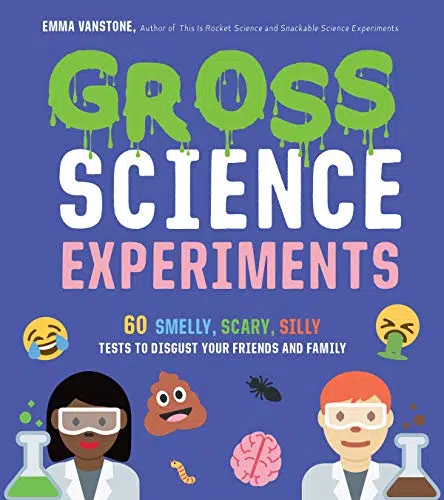 EMMA VANSTONE, Author of This Is Rocket Science and Snackable Science Experiments
GROSS
SCIENCE
EXPERIMENTS
60 SMELLY, SCARY, SILLY
TESTS TO DISGUST YOUR FRIENDS AND FAMILY